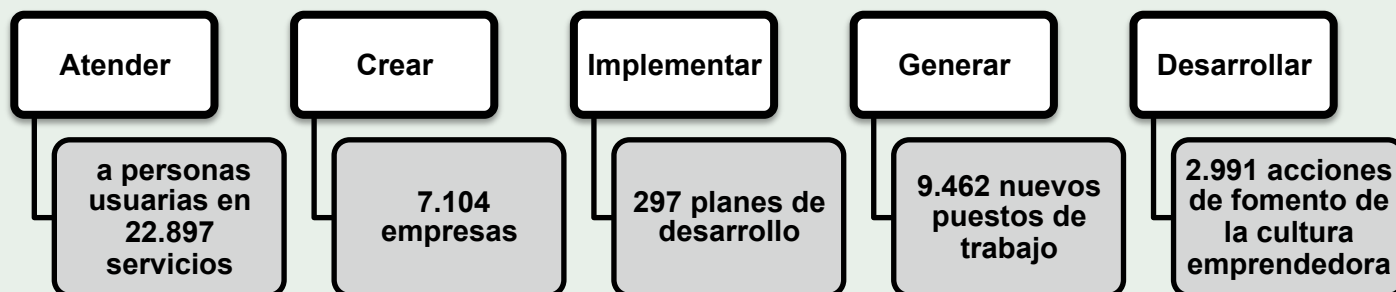 Atender
a personas
usuarias en
22.897
servicios
Crear
7.104
empresas
Implementar
297 planes de
desarrollo
Generar
9.462 nuevos
puestos de
trabajo
Desarrollar
2.991 acciones
de fomento de
la cultura
emprendedora